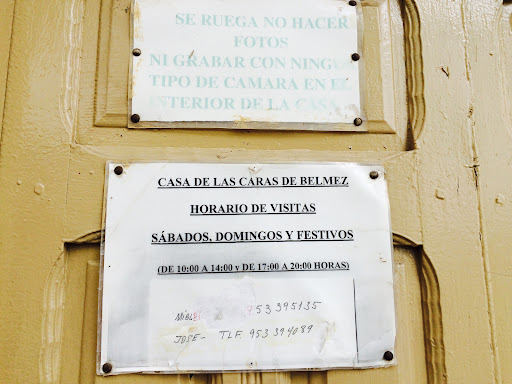 SE RUEGA NO HACER
FOTOS
NI GRABAR CON
TIPO DE CAMARA EN EL
INTERIOR DE LA CASA
CASA DE LAS CARAS DE BELMEZ
HORARIO DE VISITAS
SÁBADOS, DOMINGOS Y FESTIVOS
(DE 10:00 A 14:00 y DE 17:00 A 20:00 HORAS)
953 395135
JOSE- TLF. 953 394089